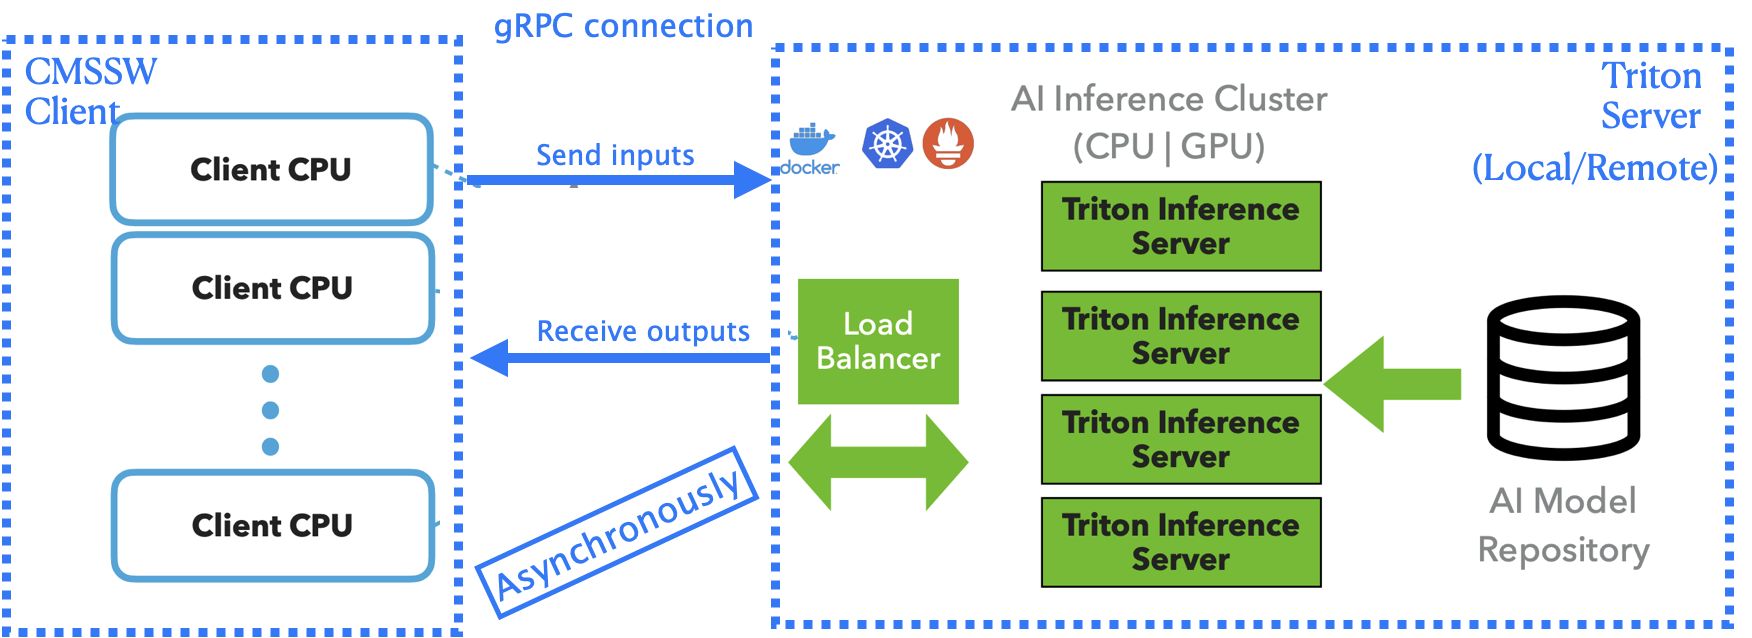 gRPC connection
CMSSW
Client
Client CPU
Client CPU
Client CPU
Send inputs
Receive outputs
Asynchronously
docker
Load
Balancer
AI Inference Cluster
(CPU | GPU)
Triton Inference
Server
Triton Inference
Server
Triton Inference
Server
Triton Inference
Server
Triton
Server
(Local/Remote)
AI Model
Repository